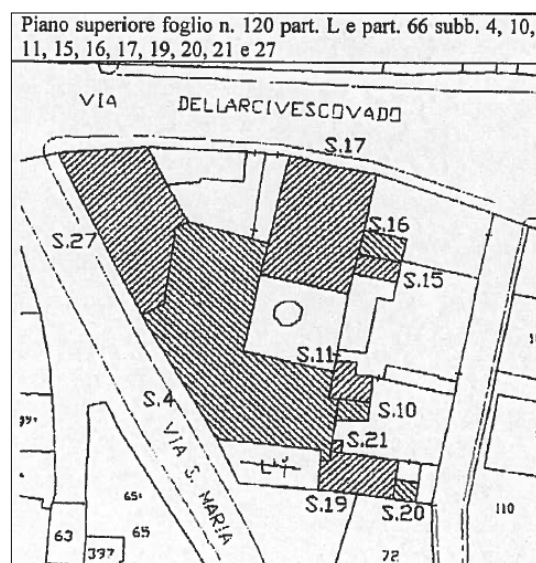 Piano superiore foglio n. 120 part. L e part. 66 subb. 4, 10,
11, 15, 16, 17, 19, 20, 21 e 27
VIA DELLARCIVESCOVADO
S.17
S.16
S.27
S.15
S.11
S.4
S.10
VIA S. MARIA
S.21
S.19
S.20
65
110
63
65
397
72